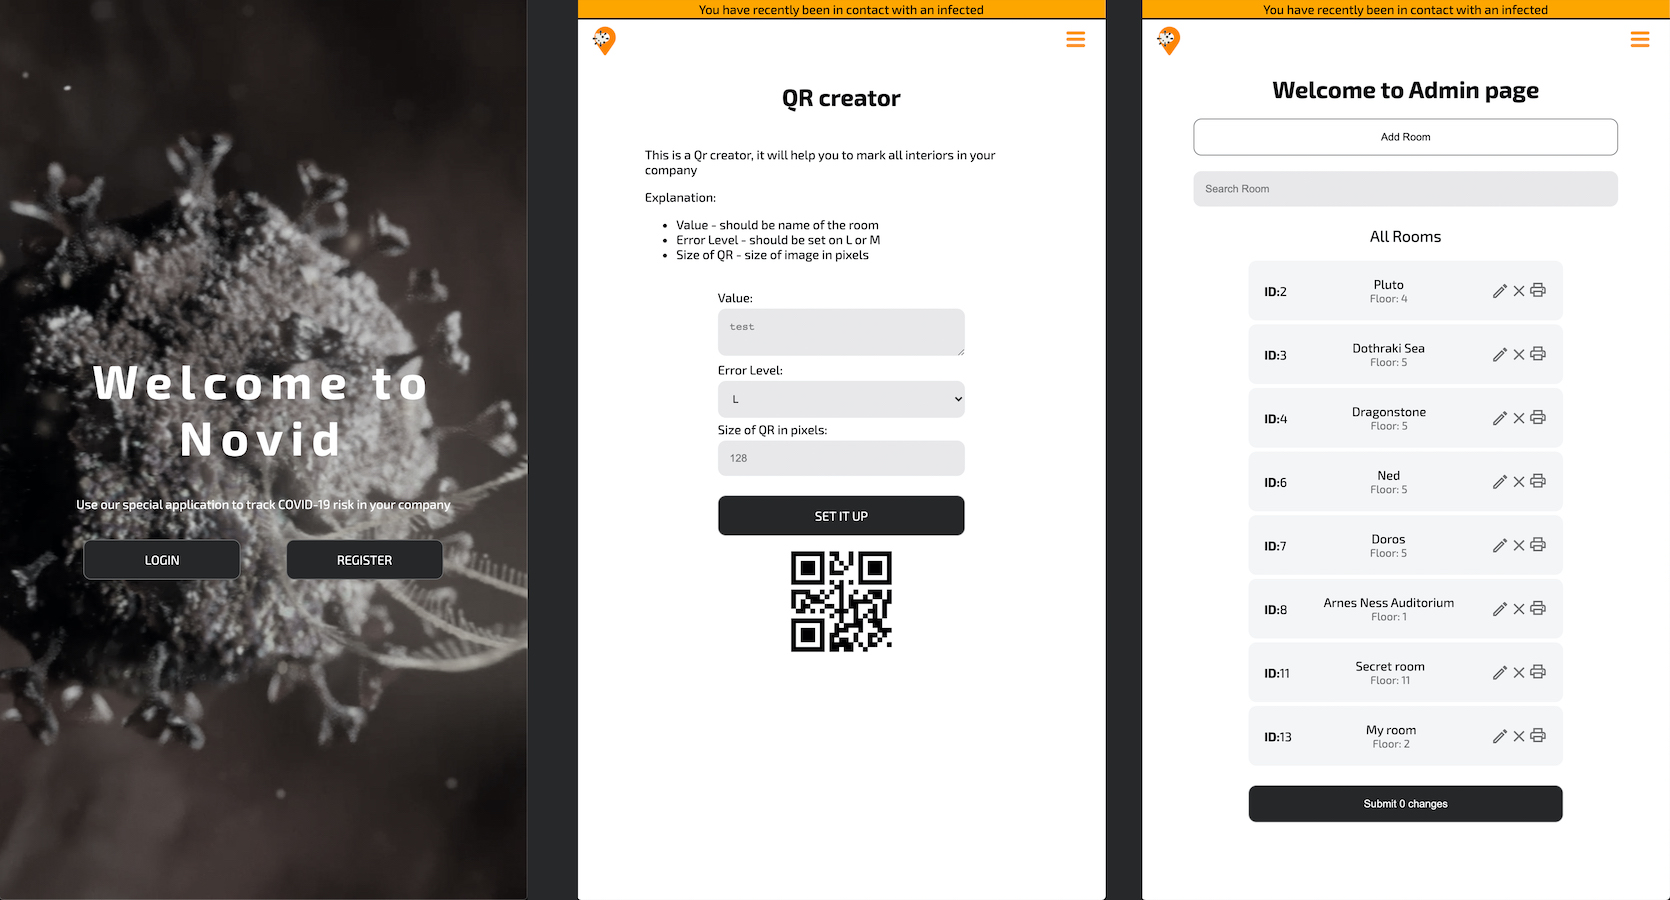 Welcome to
Novid
Use our special application to track COVID-19 risk in your company
LOGIN
REGISTER
You have recently been in contact with an infected
QR creator
This is a Qr creator, it will help you to mark all interiors in your
company
Explanation:
Value - should be name of the room
Error Level - should be set on L or M
Size of QR - size of image in pixels
Value:
test
Error Level:
L
Size of QR in pixels:
128
SET IT UP
You have recently been in contact with an infected
Welcome to Admin page
Add Room
Search Room
All Rooms
ID:2
Pluto
Floor: 4
ID:3
Dothraki Sea
Floor: 5
ID:4
Dragonstone
Floor: 5
ID:6
Ned
Floor: 5
ID:7
Doros
Floor: 5
ID:8
Arnes Ness Auditorium
Floor: 1
ID:11
Secret room
Floor: 11
ID:13
My room
Floor: 2
Submit 0 changes